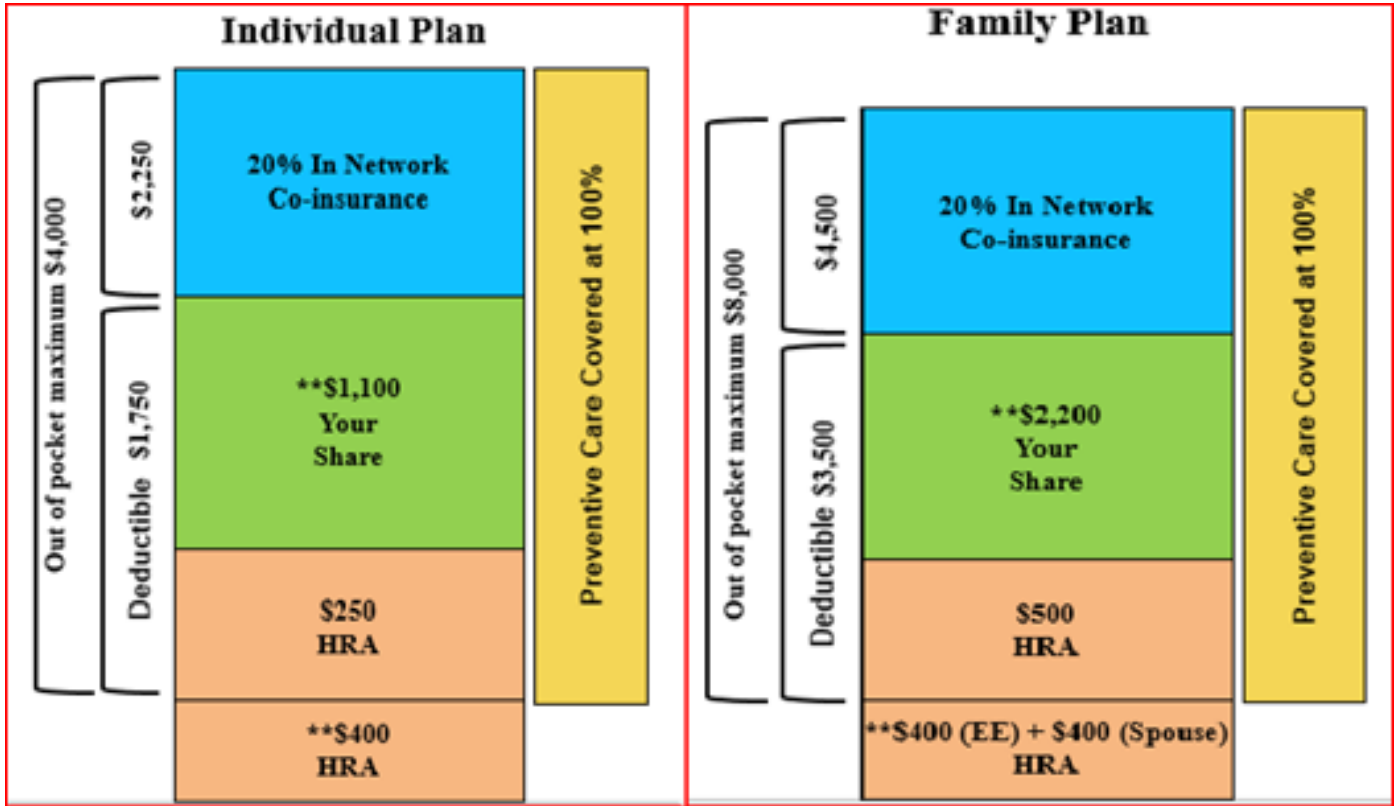 Individual Plan
Out of pocket maximum $4,000
$2,250
Deductible $1,750
20% In Network
Co-insurance
**$1,100
Your
Share
$250
HRA
**$400
HRA
Preventive Care Covered at 100%
Family Plan
Out of pocket maximum $8,000
$4,500
Deductible $3,500
20% In Network
Co-insurance
**$2,200
Your
Share
$500
HRA
**$400 (EE) + $400 (Spouse)
HRA
Preventive Care Covered at 100%